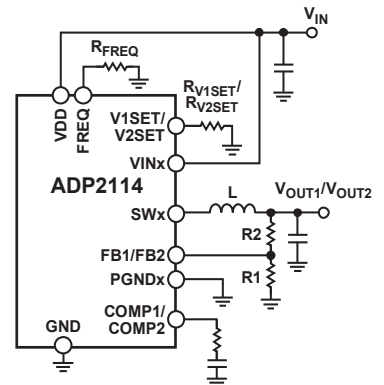 VIN
RFREQ
RV1SET/
RV2SET
VDD
FREQ
V1SET/
V2SET
VINx
ADP2114
SWx
L
VOUT1/VOUT2
R2
FB1/FB2
R1
PGNDx
COMP1/
COMP2
GND